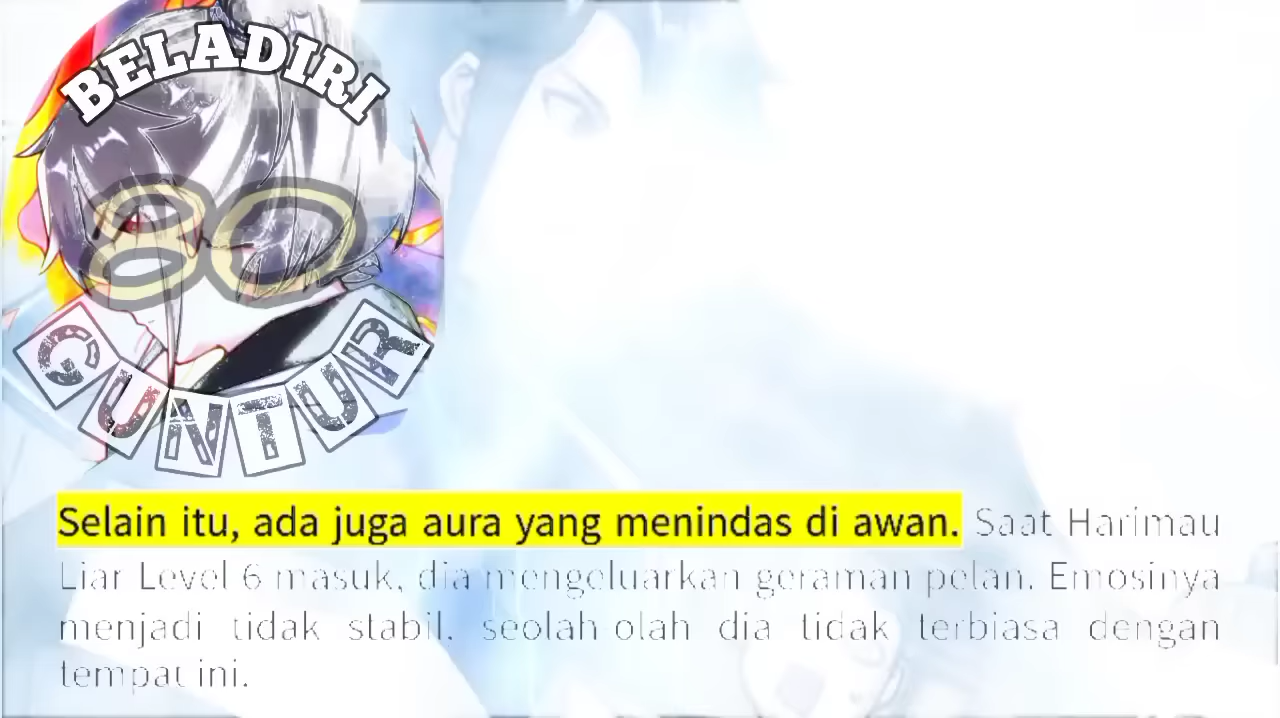 BELADIRI
80
GUNTUR
Selain itu, ada juga aura yang menindas di awan. Saat Harimau
Liar Level 6 masuk, dia mengeluarkan geraman pelan. Emosinya
menjadi tidak stabil, seolah-olah dia tidak terbiasa dengan
tempat ini.